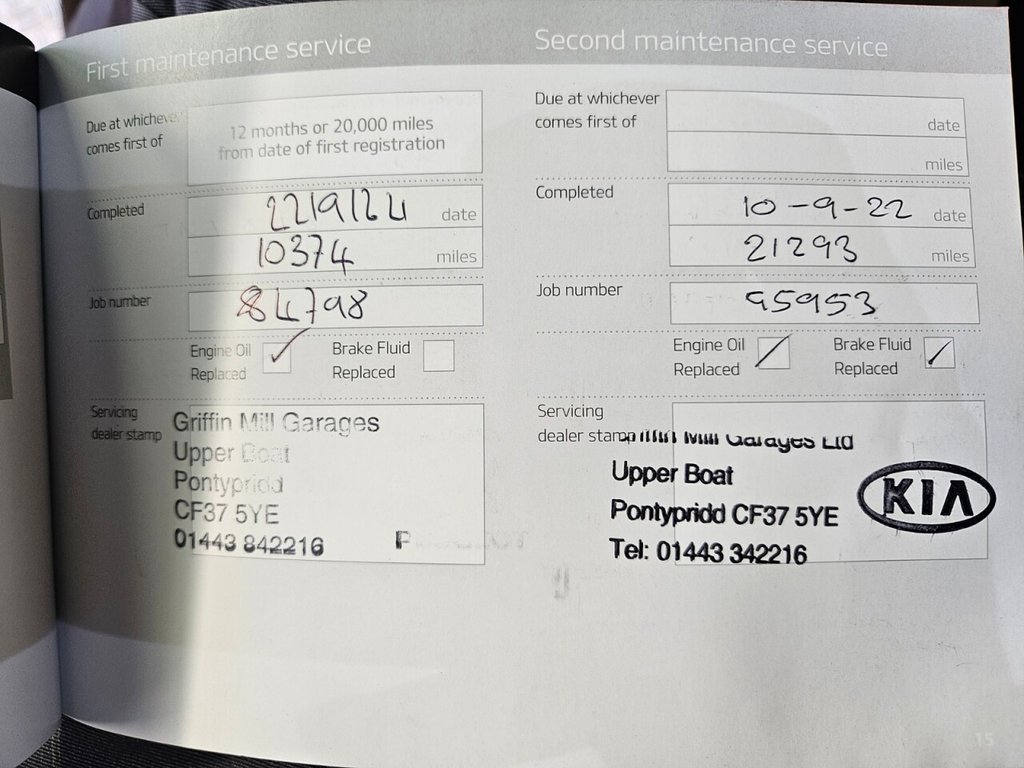 First maintenance service
Due at whichever
comes first of
12 months or 20,000 miles
from date of first registration
Completed
22/9/24 date
10374 miles
Job number
84798
Engine Oil
Replaced
Brake Fluid
Replaced
Servicing
dealer stamp
Griffin Mill Garages
Upper Boat
Pontypridd
CF37 5YE
01443 842216
Second maintenance service
Due at whichever
comes first of
date
miles
Completed
10-9-22 date
21293 miles
Job number
95953
Engine Oil
Replaced
Brake Fluid
Replaced
Servicing
dealer stamp
Mill Garages Ltd
Upper Boat
Pontypridd CF37 5YE
Tel: 01443 342216
KIA
15